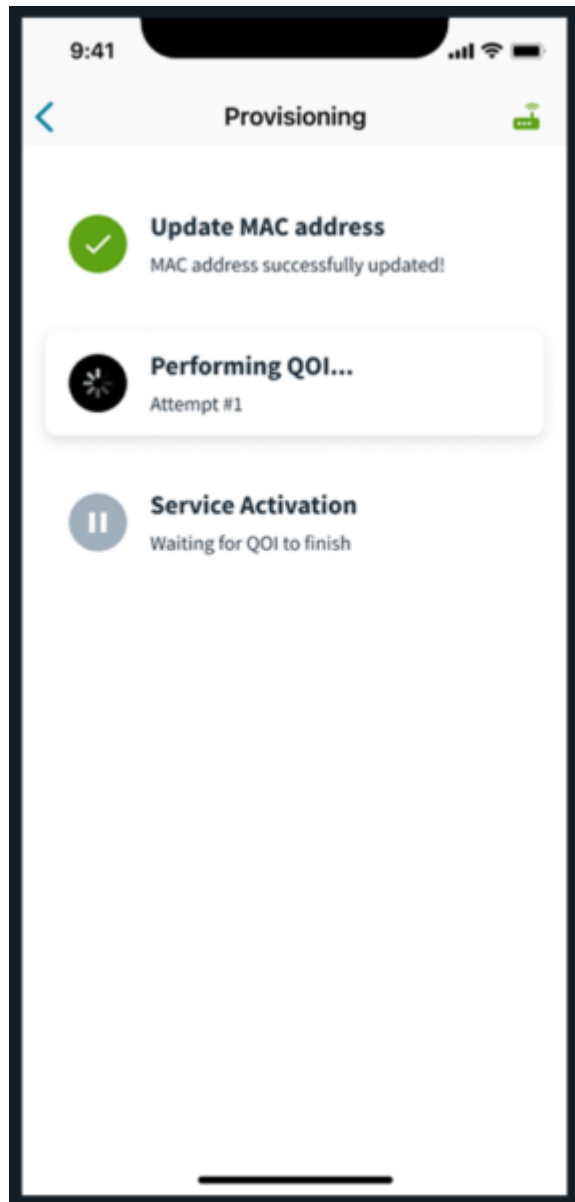 9:41
Provisioning
Update MAC address
MAC address successfully updated!
Performing QOI...
Attempt #1
Service Activation
Waiting for QOI to finish